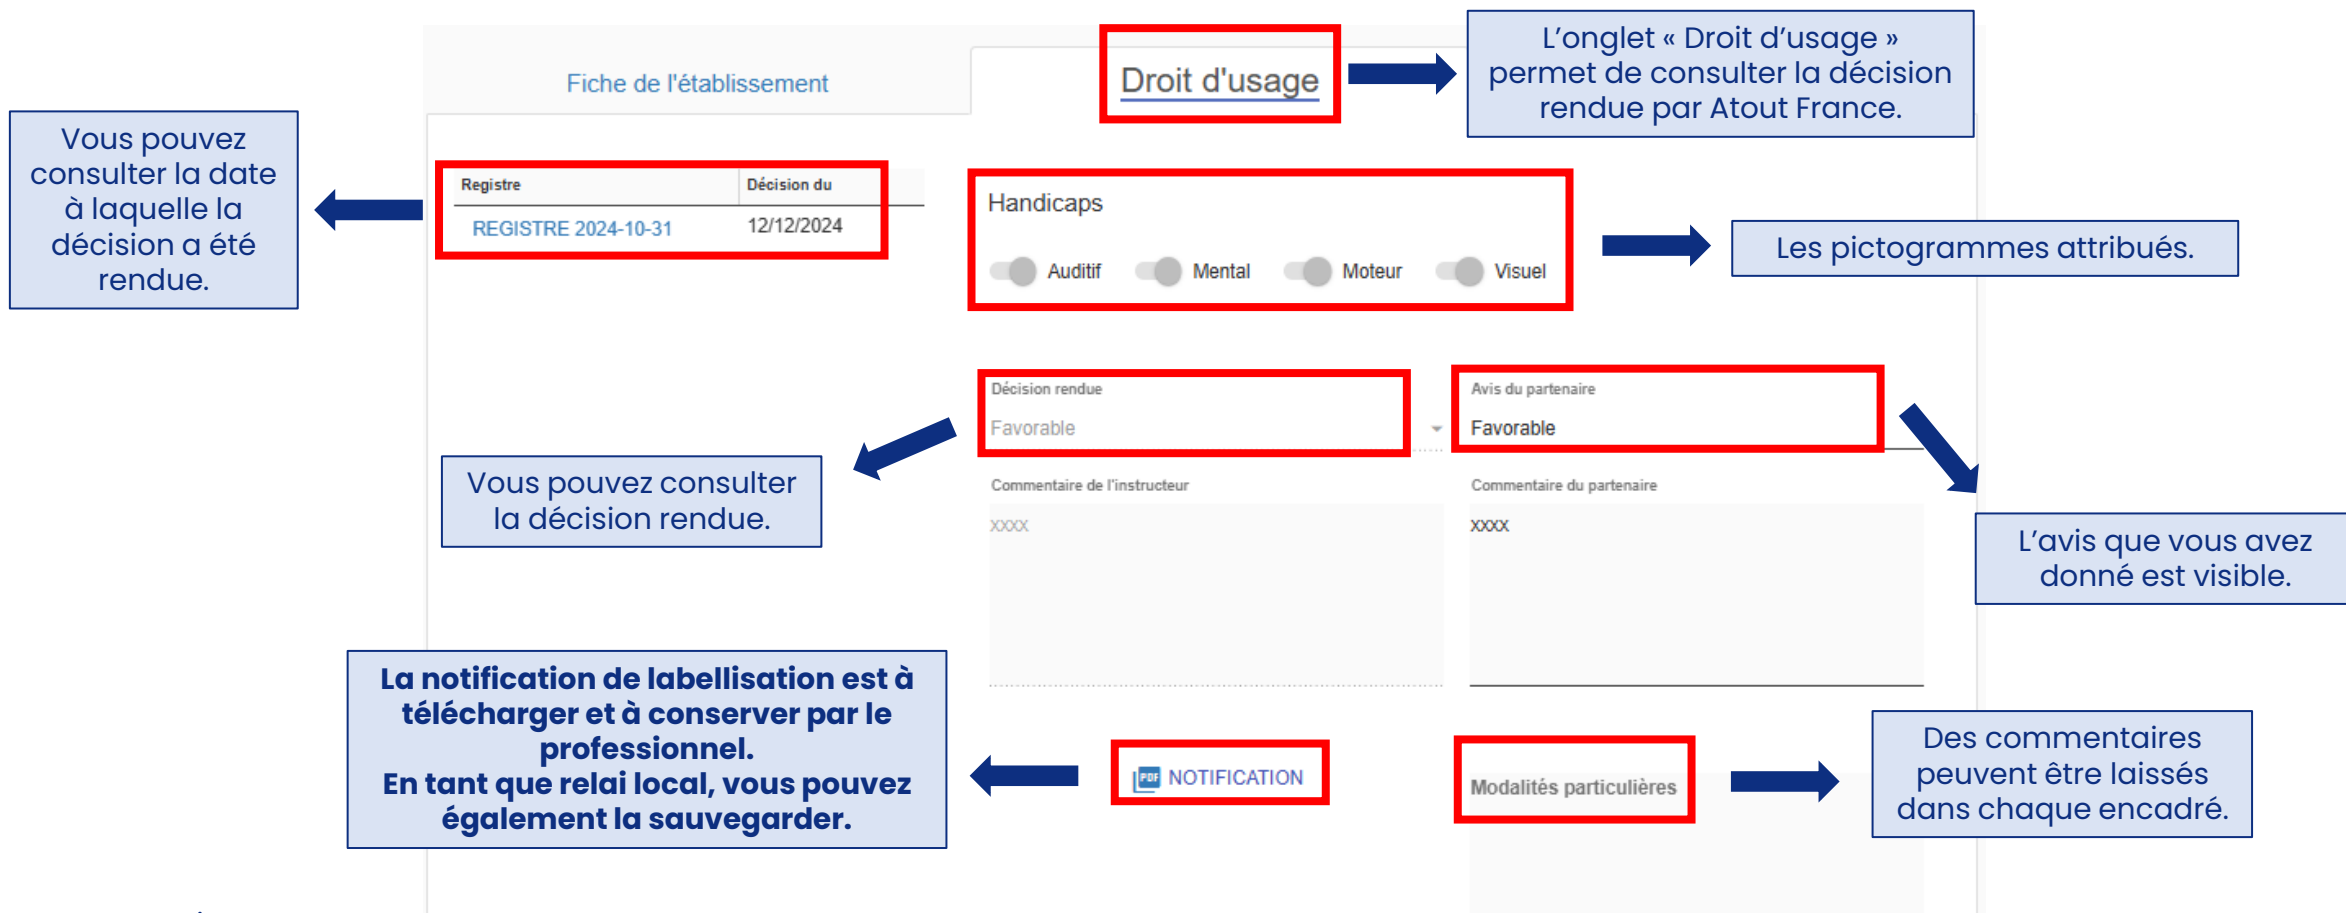 L'onglet « Droit d'usage »
permet de consulter la décision
rendue par Atout France.
Fiche de l'établissement
Droit d'usage
Vous pouvez
consulter la date
à laquelle la
décision a été
rendue.
Registre
Décision du
REGISTRE 2024-10-31
12/12/2024
Handicaps
Auditif
Mental
Moteur
Visuel
Les pictogrammes attribués.
Décision rendue
Favorable
Avis du partenaire
Favorable
Vous pouvez consulter
la décision rendue.
Commentaire de l'instructeur
xxxx
Commentaire du partenaire
xxxx
L'avis que vous avez
donné est visible.
La notification de labellisation est à
télécharger et à conserver par le
professionnel.
En tant que relai local, vous pouvez
également la sauvegarder.
PDF NOTIFICATION
Modalités particulières
Des commentaires
peuvent être laissés
dans chaque encadré.